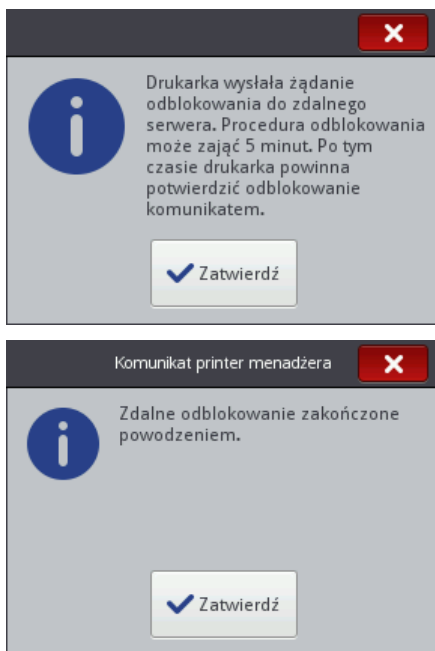 Drukarka wysłała żądanie
odblokowania do zdalnego
serwera. Procedura odblokowania
może zająć 5 minut. Po tym
czasie drukarka powinna
potwierdzić odblokowanie
komunikatem.
Zatwierdź
Komunikat printer menadżera
Zdalne odblokowanie zakończone
powodzeniem.
Zatwierdź